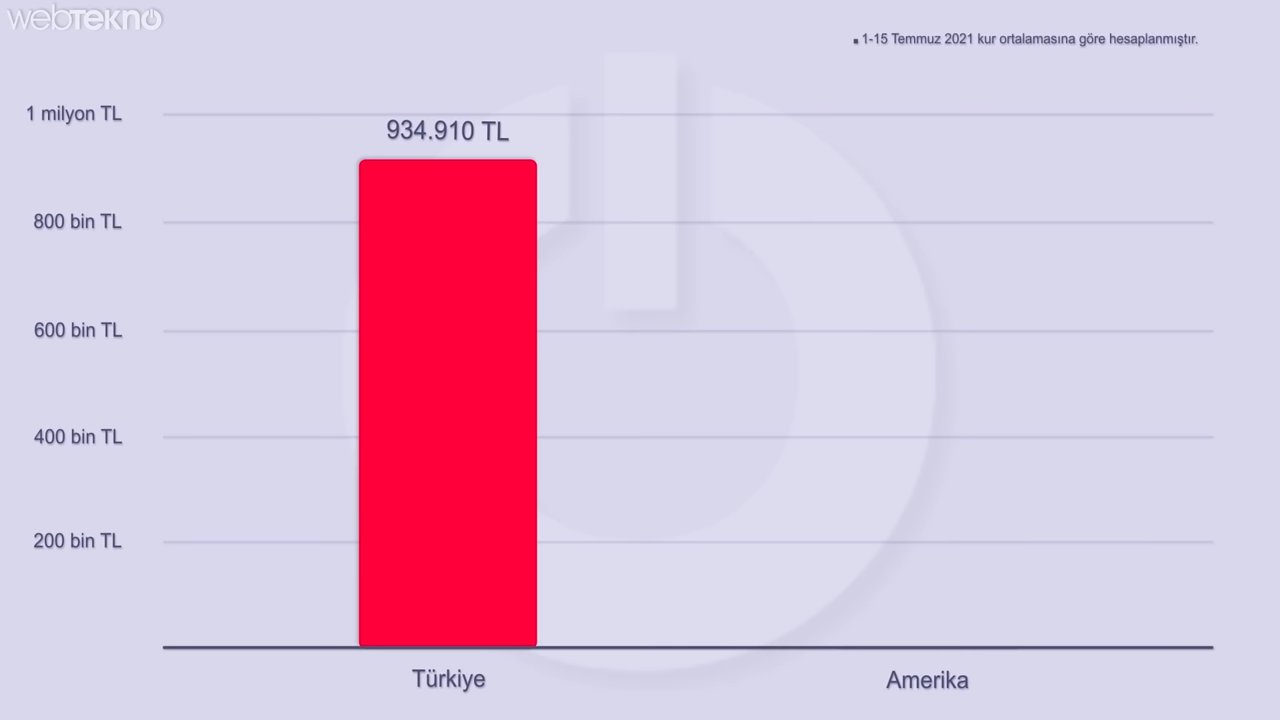 webTEKNO
1-15 Temmuz 2021 kur ortalamasına göre hesaplanmıştır.
1 milyon TL
934.910 TL
800 bin TL
600 bin TL
400 bin TL
200 bin TL
Türkiye
Amerika